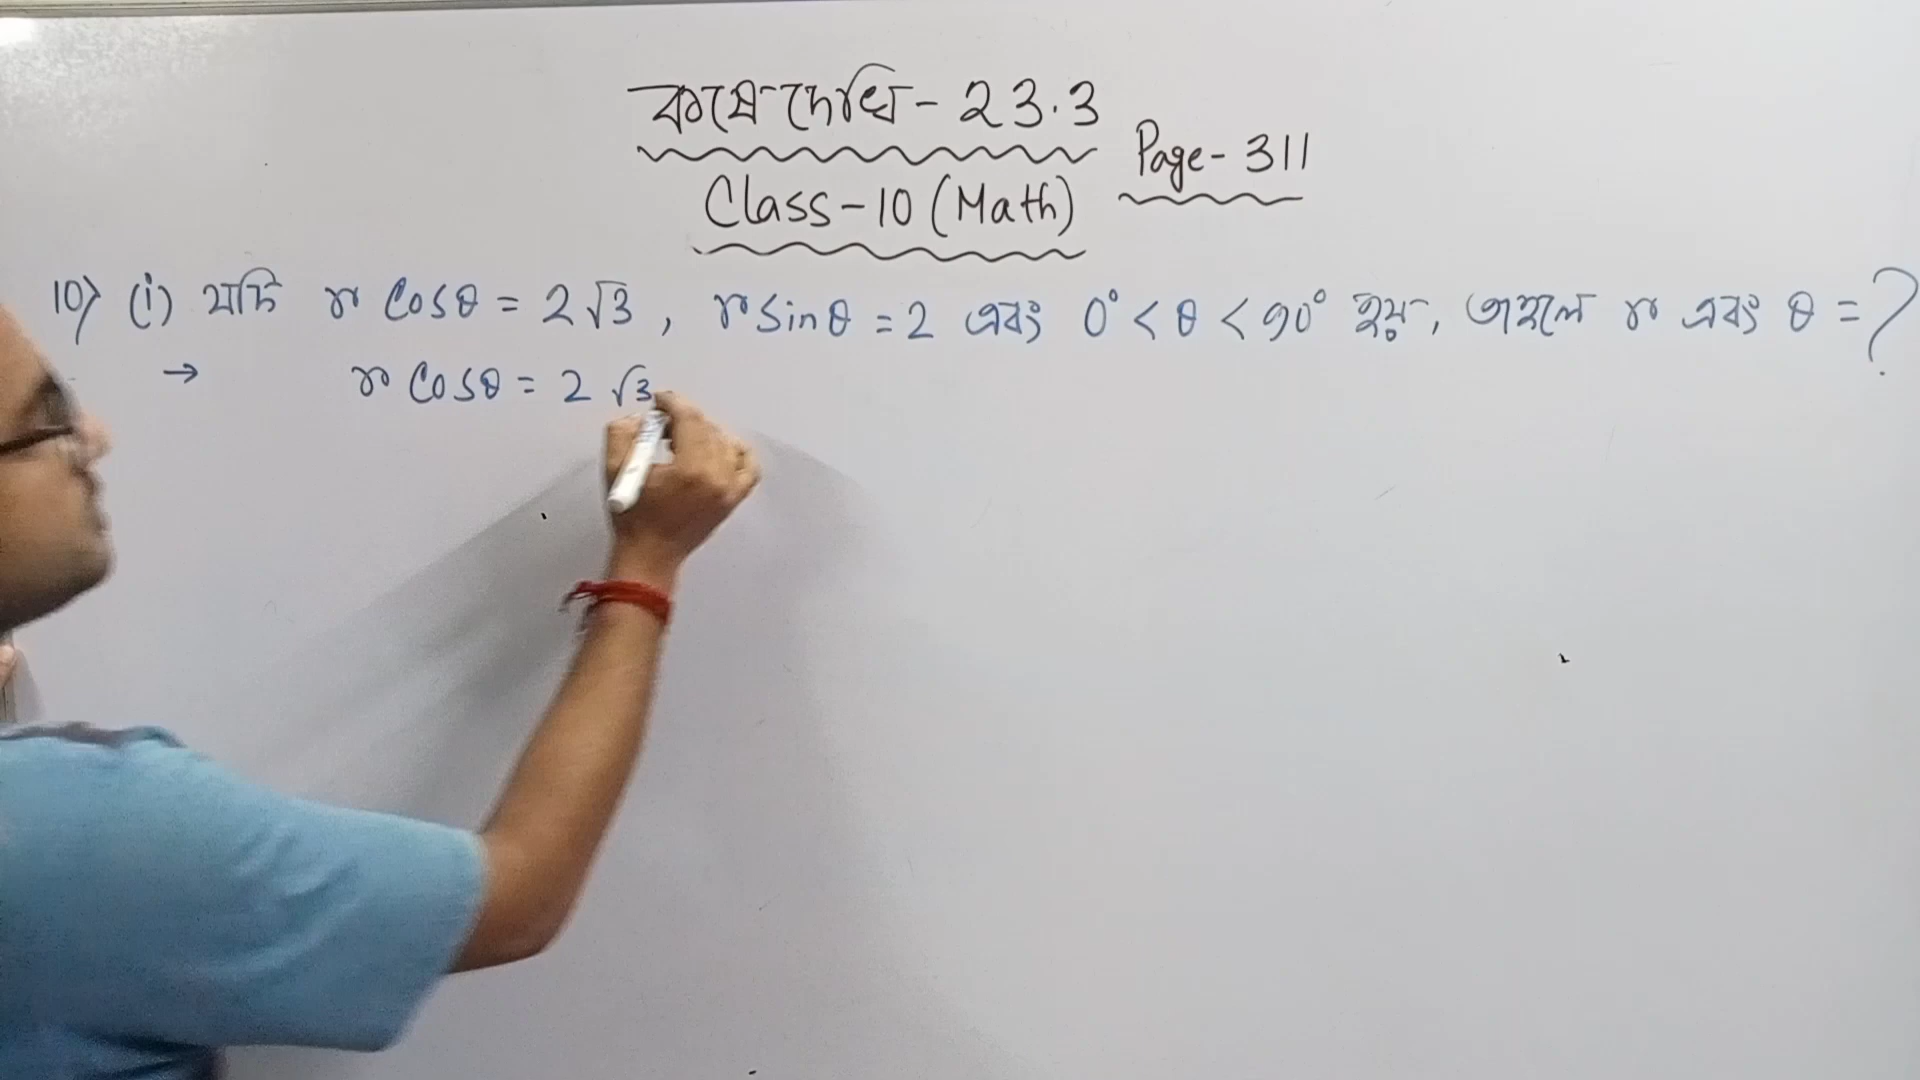 কষে দেখি - 23.3
Page - 311
Class - 10 (Math)
10) (i) যদি r Cosθ = 2√3, r sinθ = 2 এবং 0° < θ < 90° হয়, তাহলে r এবং θ = ?
→ r Cosθ = 2√3